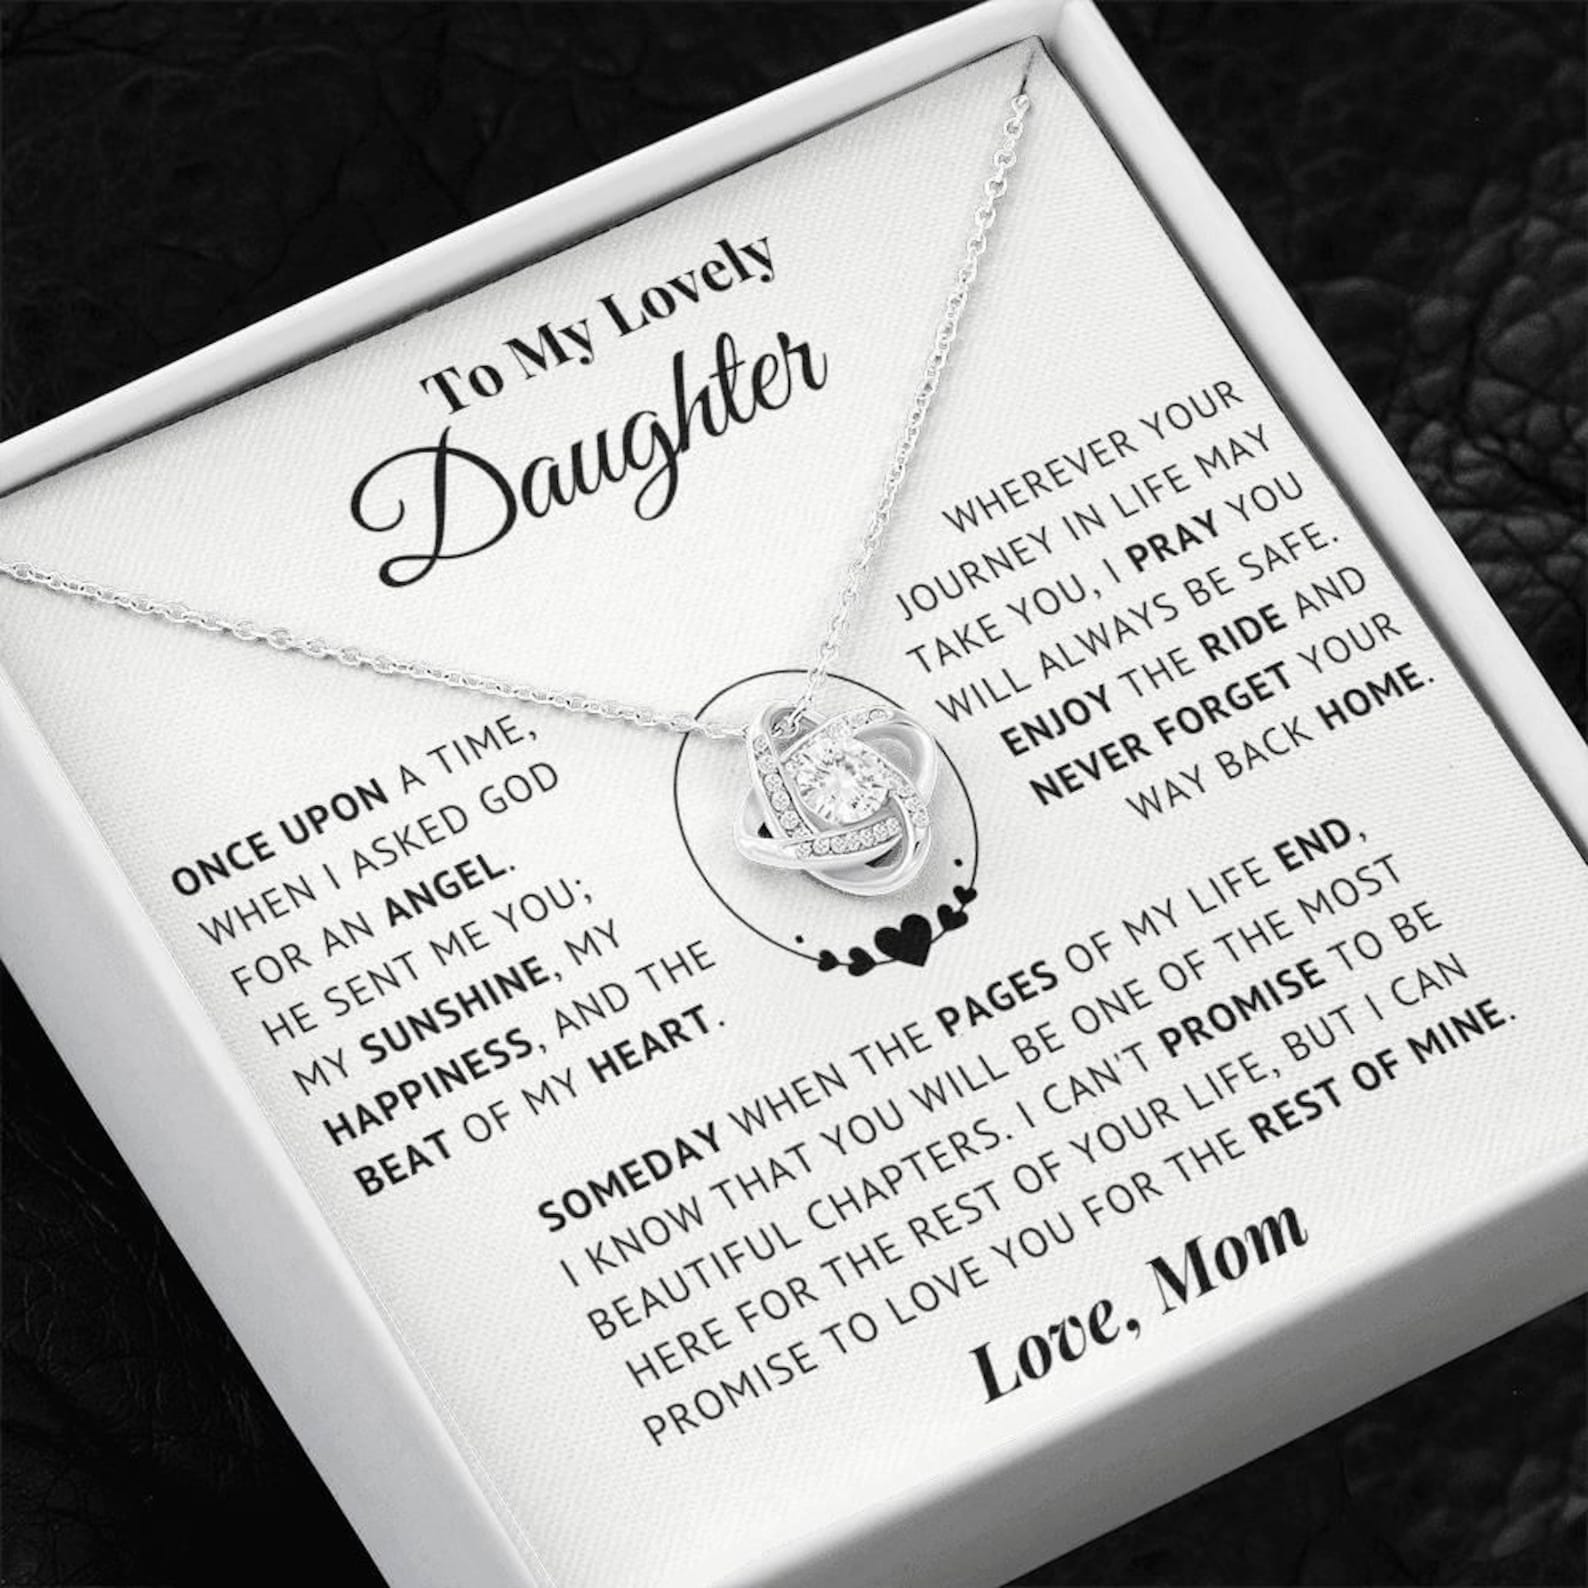 To My Lovely
Daughter
ONCE UPON A TIME,
WHEN I ASKED GOD
FOR AN ANGEL.
HE SENT ME YOU;
MY SUNSHINE, MY
HAPPINESS, AND THE
BEAT OF MY HEART.
WHEREVER YOUR
JOURNEY IN LIFE MAY
TAKE YOU, I PRAY YOU
WILL ALWAYS BE SAFE.
ENJOY THE RIDE AND
NEVER FORGET YOUR
WAY BACK HOME.
SOMEDAY WHEN THE PAGES OF MY LIFE END,
I KNOW THAT YOU WILL BE ONE OF THE MOST
BEAUTIFUL CHAPTERS. I CAN'T PROMISE TO BE
HERE FOR THE REST OF YOUR LIFE, BUT I CAN
PROMISE TO LOVE YOU FOR THE REST OF MINE.
Love, Mom